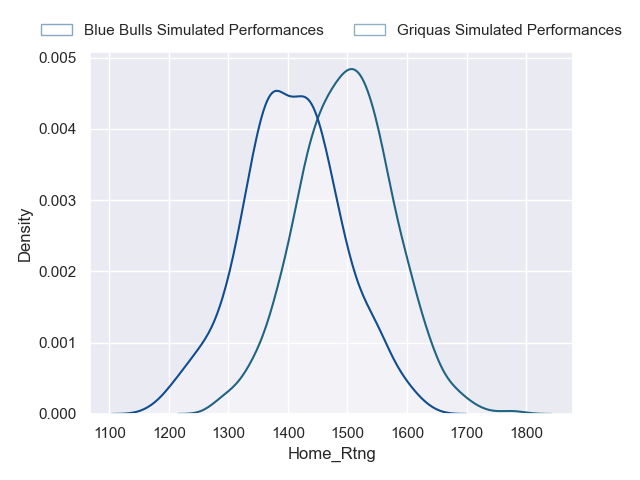 Blue Bulls Simulated Performances
Griquas Simulated Performances
0.005
0.004
0.003
0.002
0.001
0.000
Density
1100 1200 1300 1400 1500 1600 1700 1800
Home_Rtng